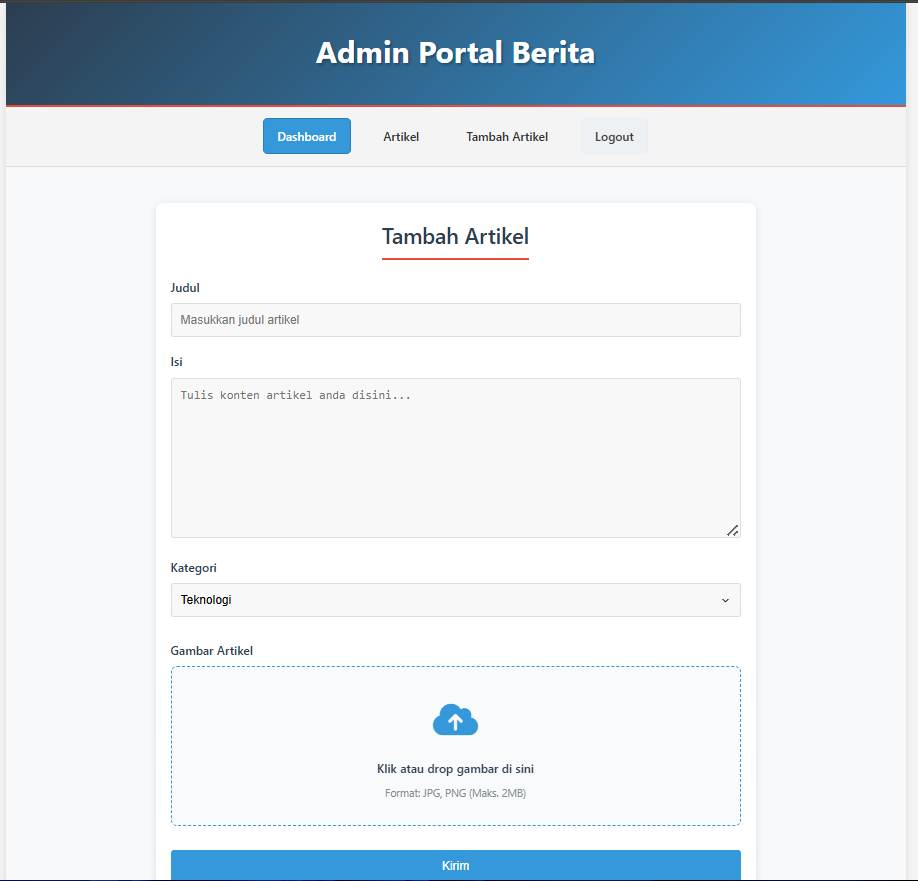 Admin Portal Berita
Dashboard Artikel Tambah Artikel Logout
Tambah Artikel
Judul
Masukkan judul artikel
Isi
Tulis konten artikel anda disini...
Kategori
Teknologi
Gambar Artikel
Klik atau drop gambar di sini
Format: JPG, PNG (Maks. 2MB)
Kirim